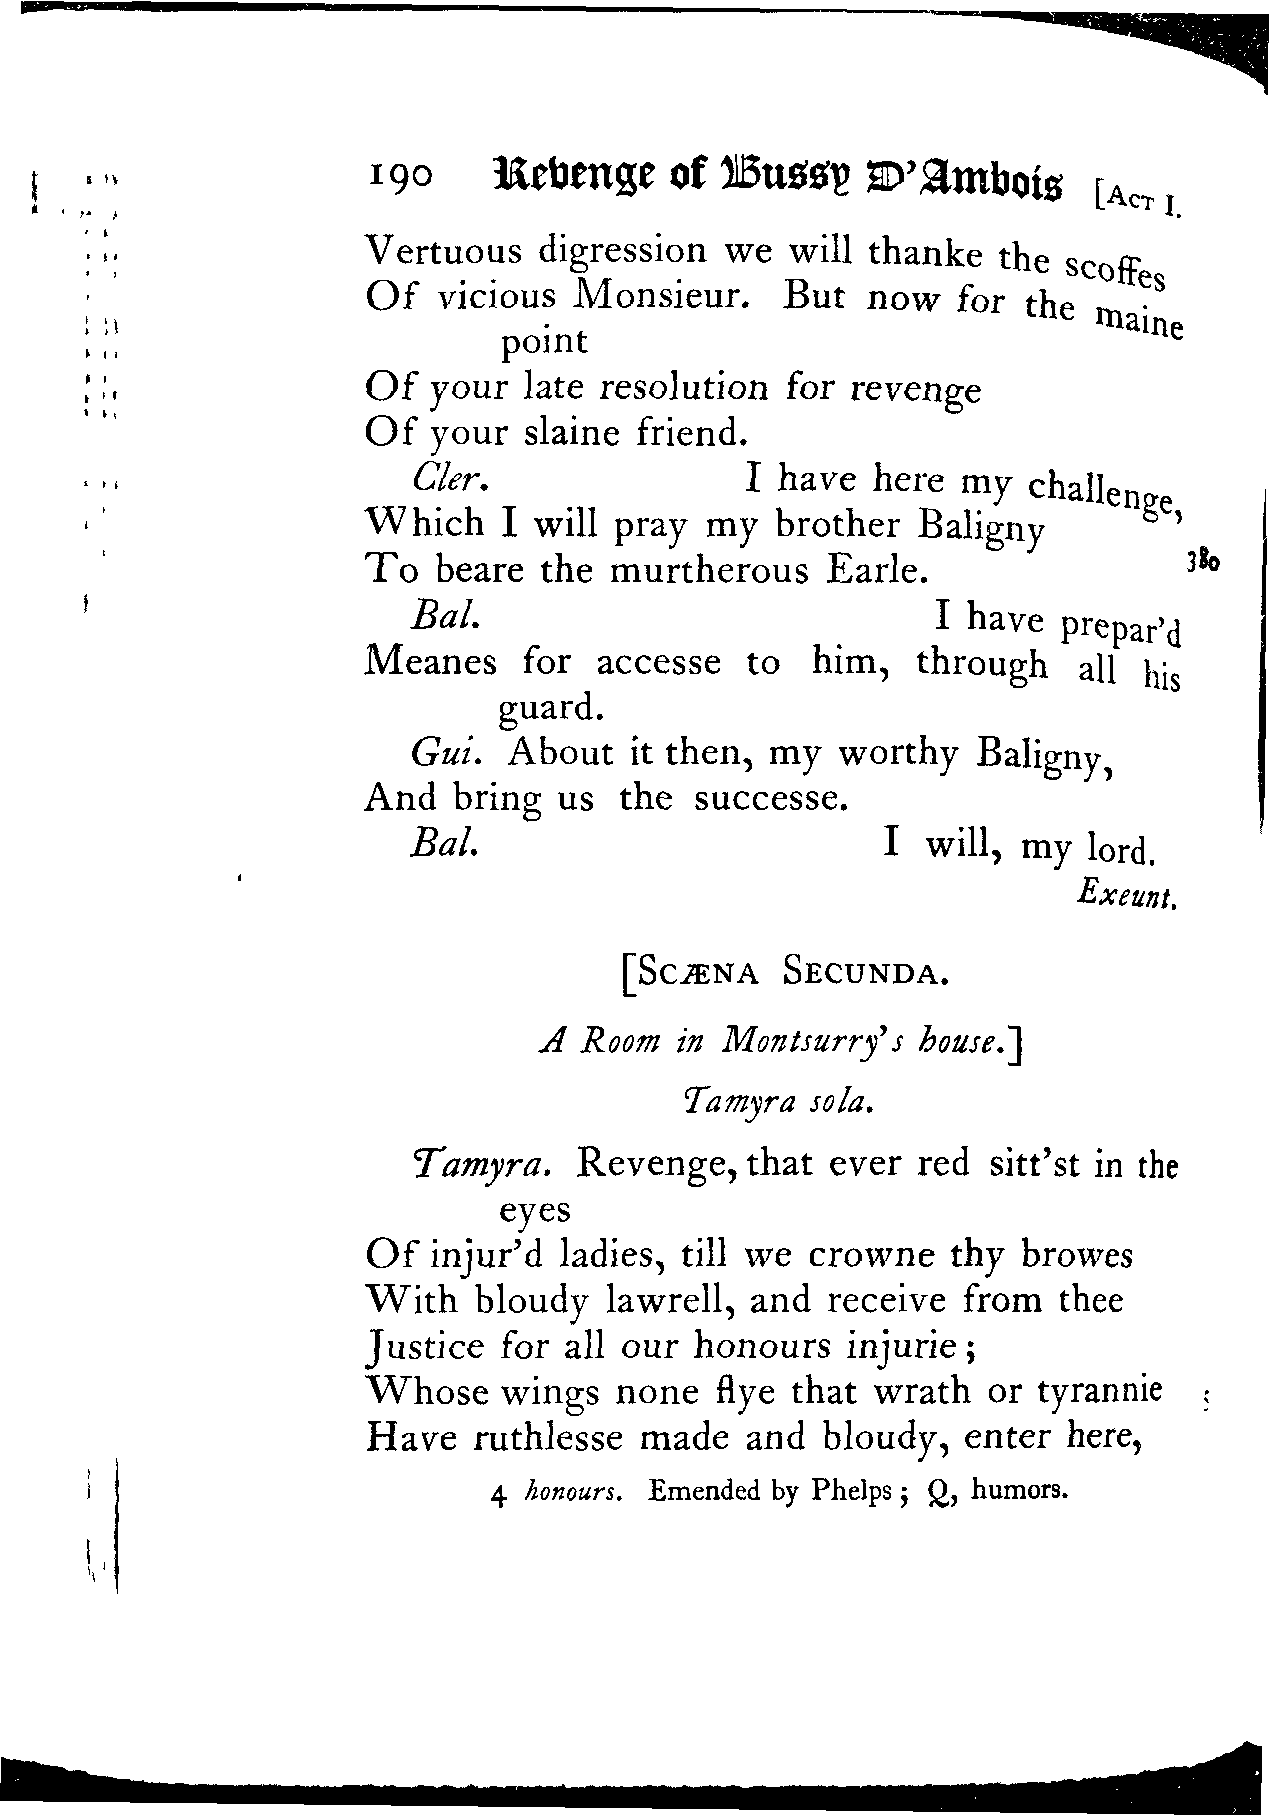 190 Revenge of Bussy D'Ambois [ACT I.
Vertuous digression we will thanke the scoffes
Of vicious Monsieur. But now for the maine
point
Of your late resolution for revenge
Of your slaine friend.
Cler. I have here my challenge,
Which I will pray my brother Baligny
To beare the murtherous Earle. 380
Bal. I have prepar'd
Meanes for accesse to him, through all his
guard.
Gui. About it then, my worthy Baligny,
And bring us the successe.
Bal. I will, my lord.
Exeunt.
[SCÆNA SECUNDA.
A Room in Montsurry's house.]
Tamyra sola.
Tamyra. Revenge, that ever red sitt'st in the
eyes
Of injur'd ladies, till we crowne thy browes
With bloudy lawrell, and receive from thee
Justice for all our honours injurie;
Whose wings none flye that wrath or tyrannie
Have ruthlesse made and bloudy, enter here,
4 honours. Emended by Phelps; Q, humors.